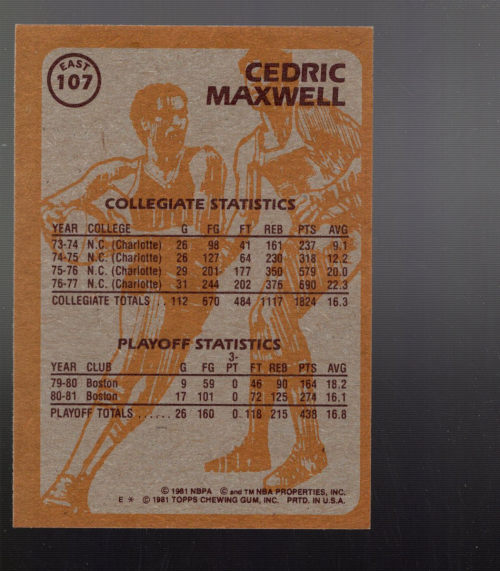 EAST
107
CEDRIC
MAXWELL
COLLEGIATE STATISTICS
YEAR COLLEGE G FG FT REB PTS AVG
73-74 N.C. (Charlotte) 26 98 41 161 237 9.1
74-75 N.C. (Charlotte) 26 127 64 230 318 12.2
75-76 N.C. (Charlotte) 29 201 177 350 579 20.0
76-77 N.C. (Charlotte) 31 244 202 376 690 22.3
COLLEGIATE TOTALS . 112 670 484 1117 1824 16.3
PLAYOFF STATISTICS
3-
YEAR CLUB G FG PT FT REB PTS AVG
79-80 Boston 9 59 0 46 90 164 18.2
80-81 Boston 17 101 0 72 125 274 16.1
PLAYOFF TOTALS ...... 26 160 0 118 215 438 16.8
© 1981 NBPA © and TM NBA PROPERTIES, INC.
E * © 1981 TOPPS CHEWING GUM, INC. PRTD. IN U.S.A.